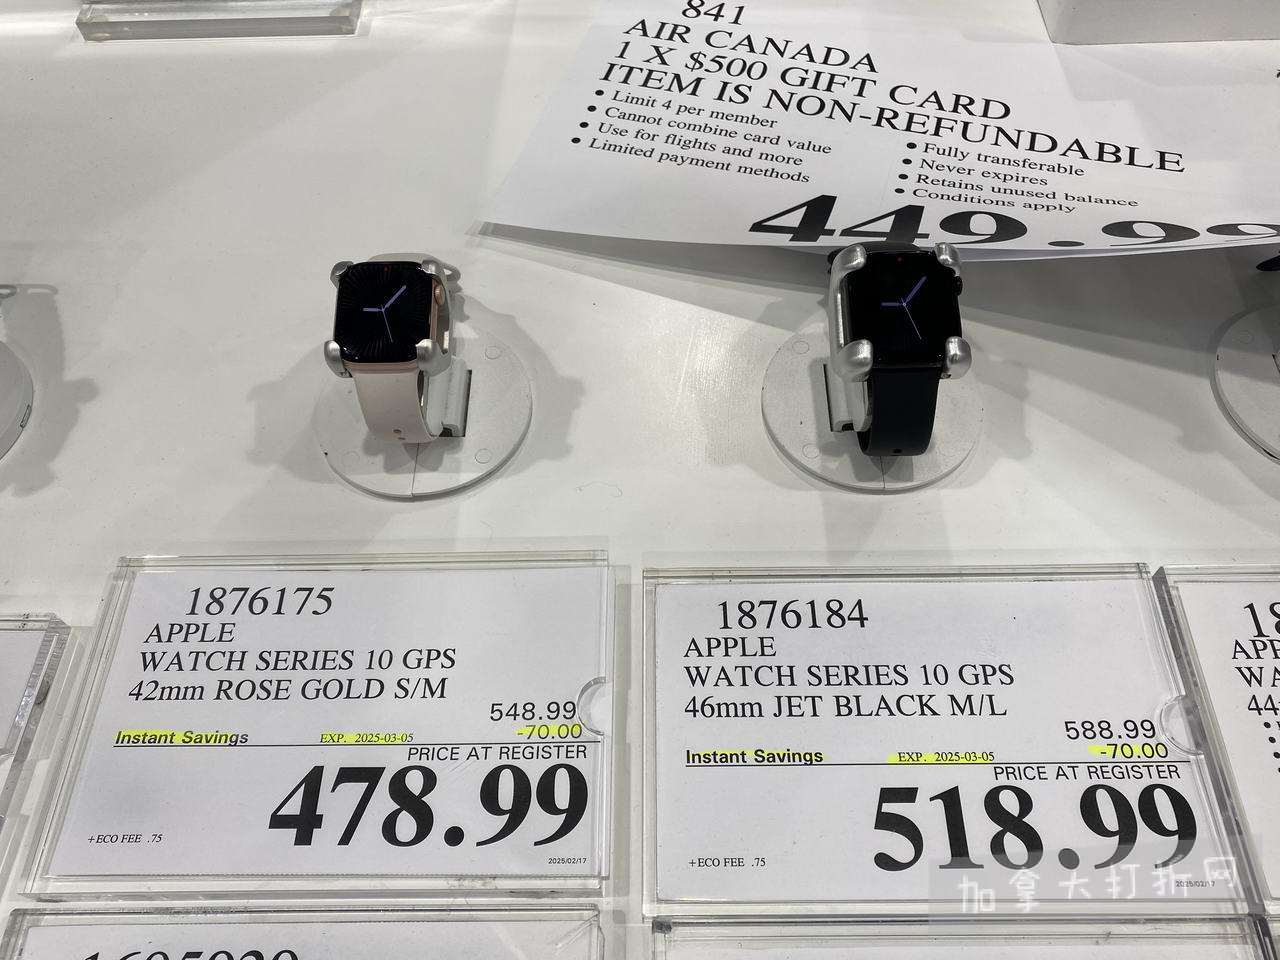 841
AIR CANADA
1 X $500 GIFT CARD
ITEM IS NON-REFUNDABLE
• Limit 4 per member
• Cannot combine card value
• Use for flights and more
• Limited payment methods
• Fully transferable
• Never expires
• Retains unused balance
• Conditions apply
449.99
1876175
APPLE
WATCH SERIES 10 GPS
42mm ROSE GOLD S/M
548.99
Instant Savings EXP. 2025-03-05 -70.00
PRICE AT REGISTER
478.99
+ECO FEE .75
2025/02/17
1876184
APPLE
WATCH SERIES 10 GPS
46mm JET BLACK M/L
588.99
Instant Savings EXP. 2025-03-05 -70.00
PRICE AT REGISTER
518.99
+ECO FEE .75
2025/02/17
加拿大打折网